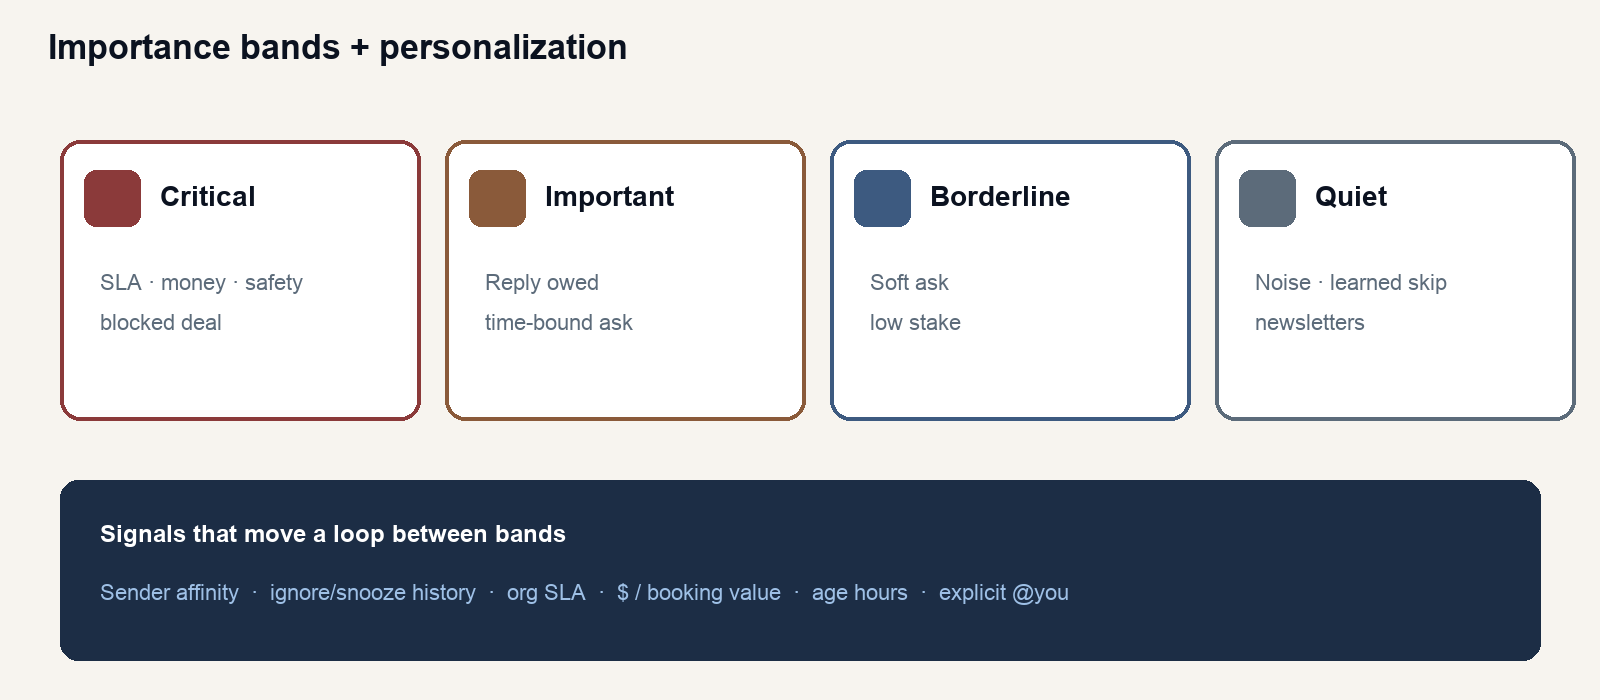 Importance bands + personalization
Critical
SLA · money · safety
blocked deal
Important
Reply owed
time-bound ask
Borderline
Soft ask
low stake
Quiet
Noise · learned skip
newsletters
Signals that move a loop between bands
Sender affinity · ignore/snooze history · org SLA · $ / booking value · age hours · explicit @you